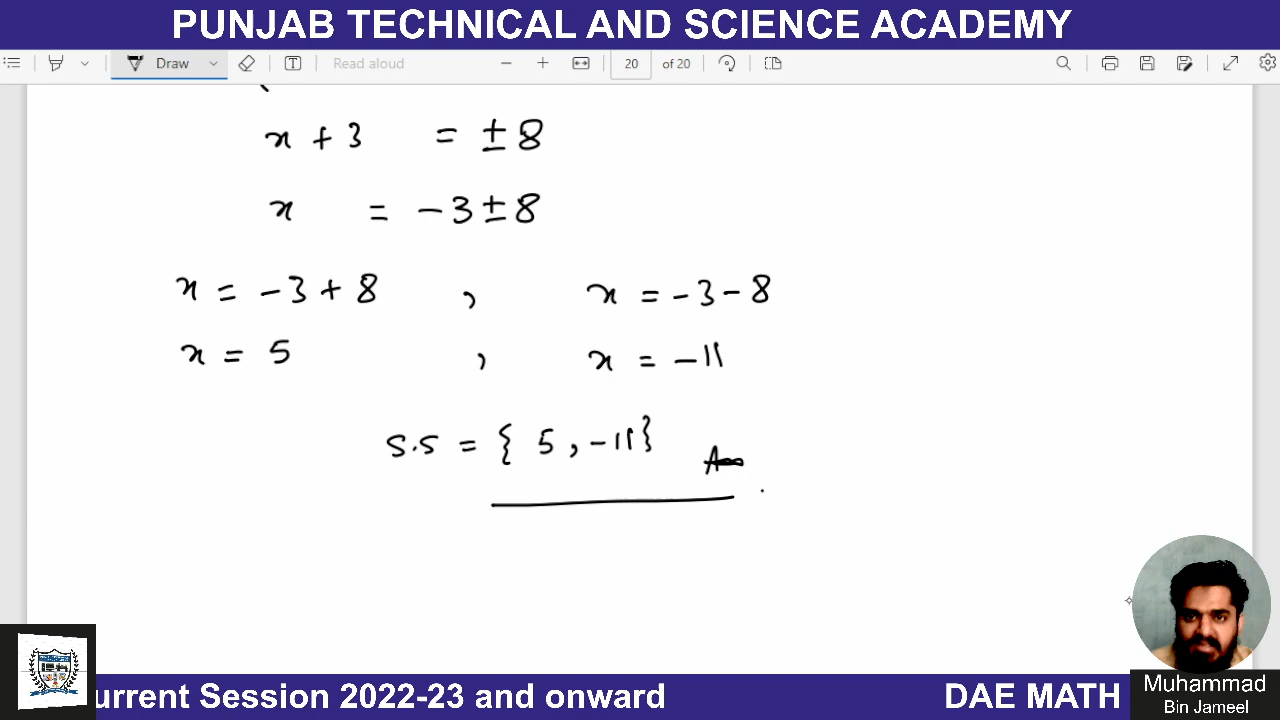 PUNJAB TECHNICAL AND SCIENCE ACADEMY
Draw Read aloud 20 of 20
x + 3 = ± 8
x = -3 ± 8
x = -3 + 8 , x = -3 - 8
x = 5 , x = -11
S.S = { 5 , -11 }
urrent Session 2022-23 and onward
DAE MATH
Muhammad
Bin Jameel